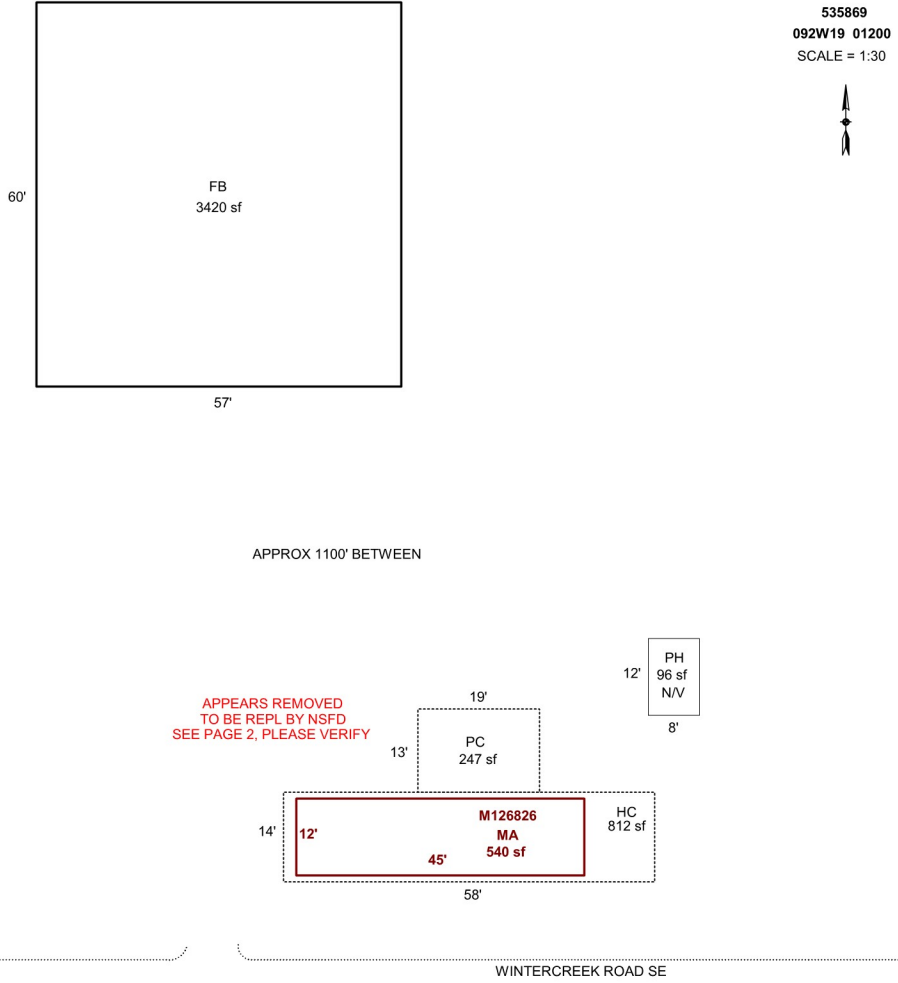 535869
092W19 01200
SCALE = 1:30
FB
3420 sf
60'
57'
APPROX 1100' BETWEEN
PH
96 sf
N/V
12'
8'
APPEARS REMOVED
TO BE REPL BY NSFD
SEE PAGE 2, PLEASE VERIFY
19'
PC
247 sf
13'
M126826
MA
540 sf
HC
812 sf
14'
12'
45'
58'
WINTERCREEK ROAD SE